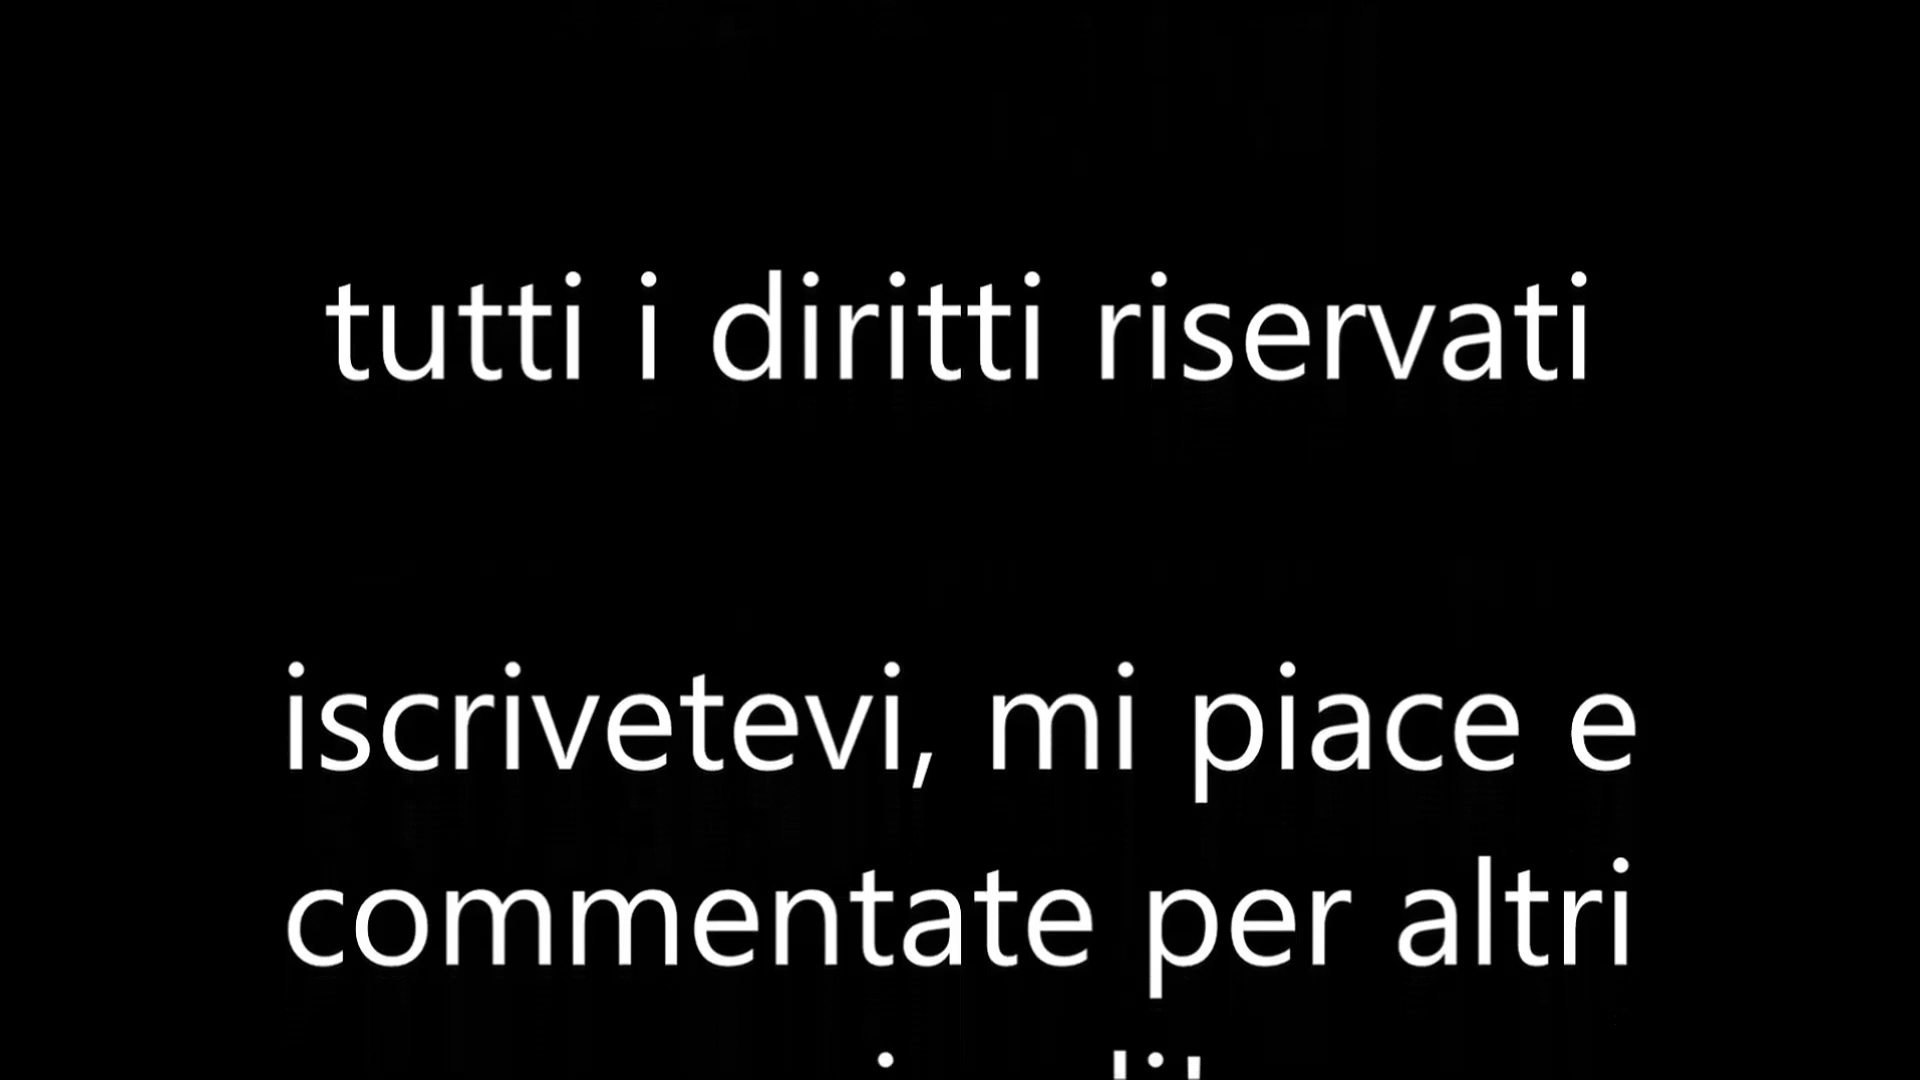 tutti i diritti riservati
iscrivetevi, mi piace e
commentate per altri